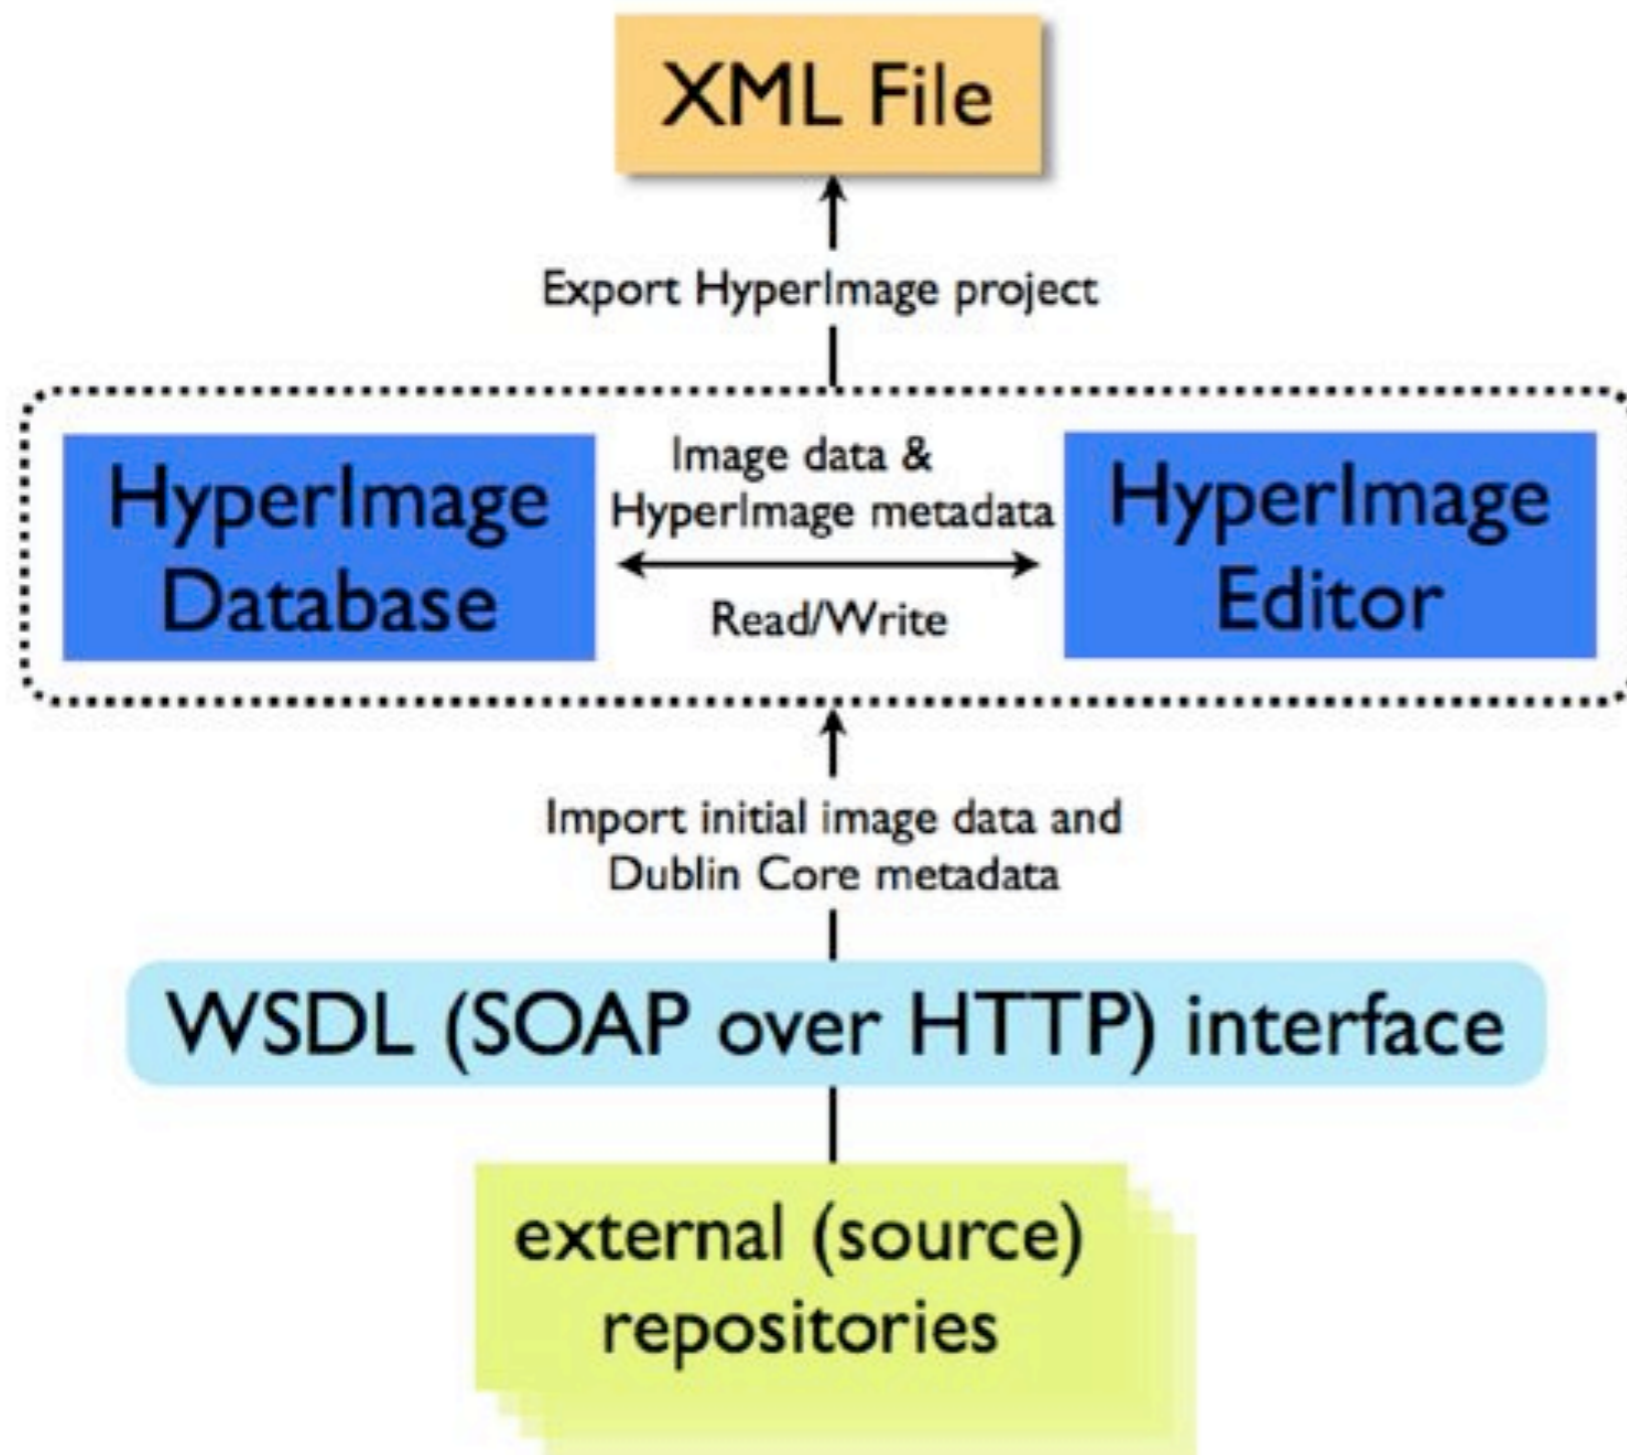 XML File
Export HyperImage project
HyperImage
Database
Image data &
HyperImage metadata
Read/Write
HyperImage
Editor
Import initial image data and
Dublin Core metadata
WSDL (SOAP over HTTP) interface
external (source)
repositories